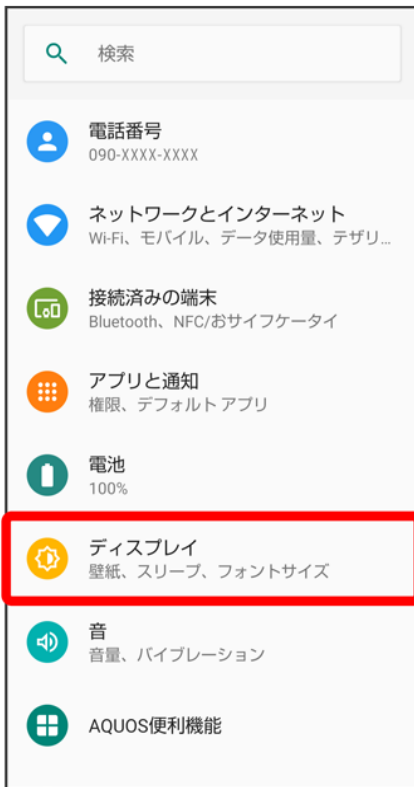 検索
電話番号
090-XXXX-XXXX
ネットワークとインターネット
Wi-Fi、モバイル、データ使用量、テザリ...
接続済みの端末
Bluetooth、NFC/おサイフケータイ
アプリと通知
権限、デフォルト アプリ
電池
100%
ディスプレイ
壁紙、スリープ、フォントサイズ
音
音量、バイブレーション
AQUOS便利機能